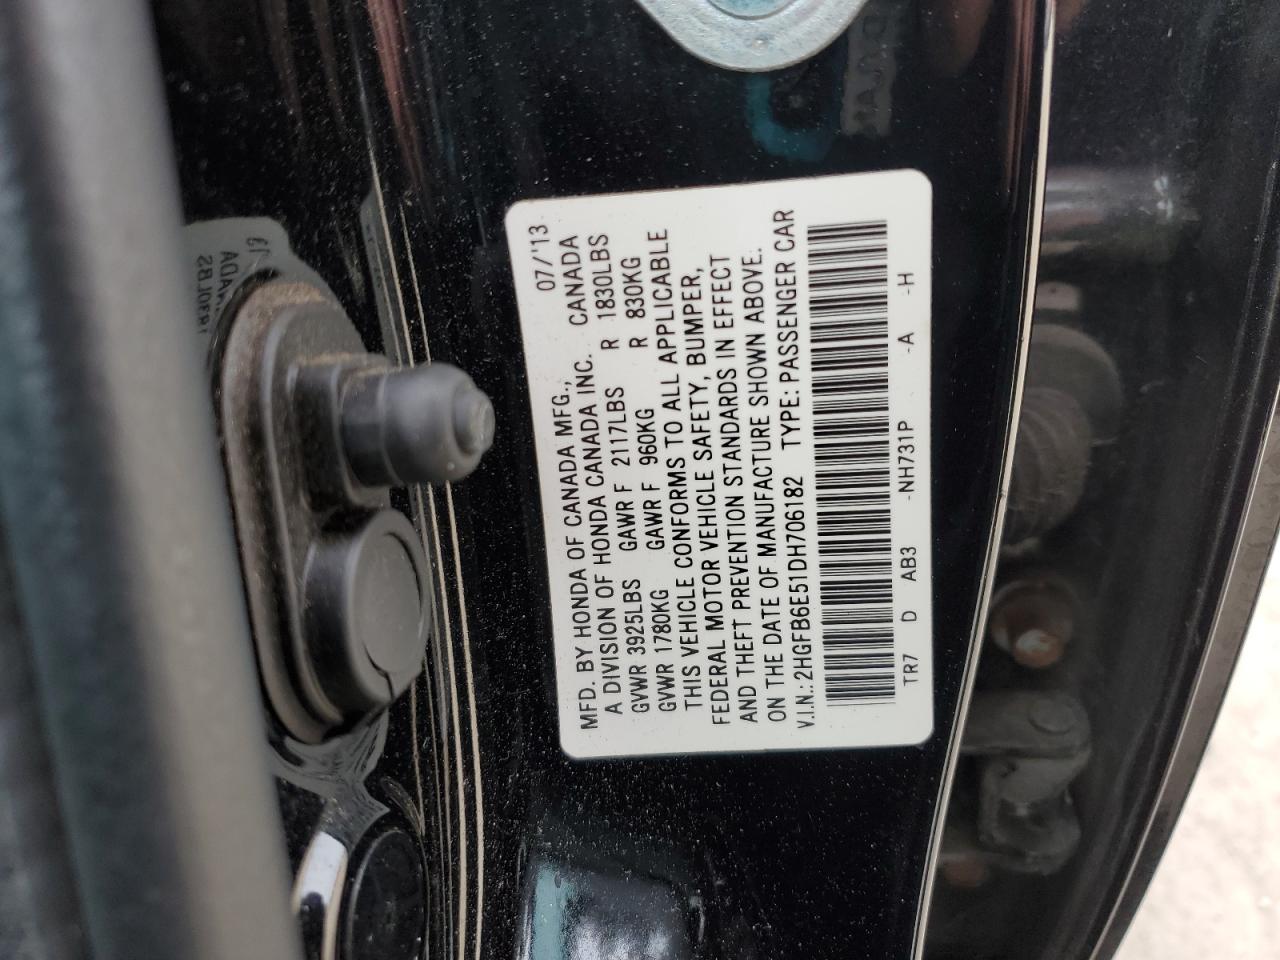 MFD. BY HONDA OF CANADA MFG., 07/'13
A DIVISION OF HONDA CANADA INC. CANADA
GVWR 3925LBS GAWR F 2117LBS R 1830LBS
GVWR 1780KG GAWR F 960KG R 830KG
THIS VEHICLE CONFORMS TO ALL APPLICABLE
FEDERAL MOTOR VEHICLE SAFETY, BUMPER,
AND THEFT PREVENTION STANDARDS IN EFFECT
ON THE DATE OF MANUFACTURE SHOWN ABOVE.
V.I.N.: 2HGFB6E51DH706182 TYPE: PASSENGER CAR
TR7 D AB3 -NH731P -A -H